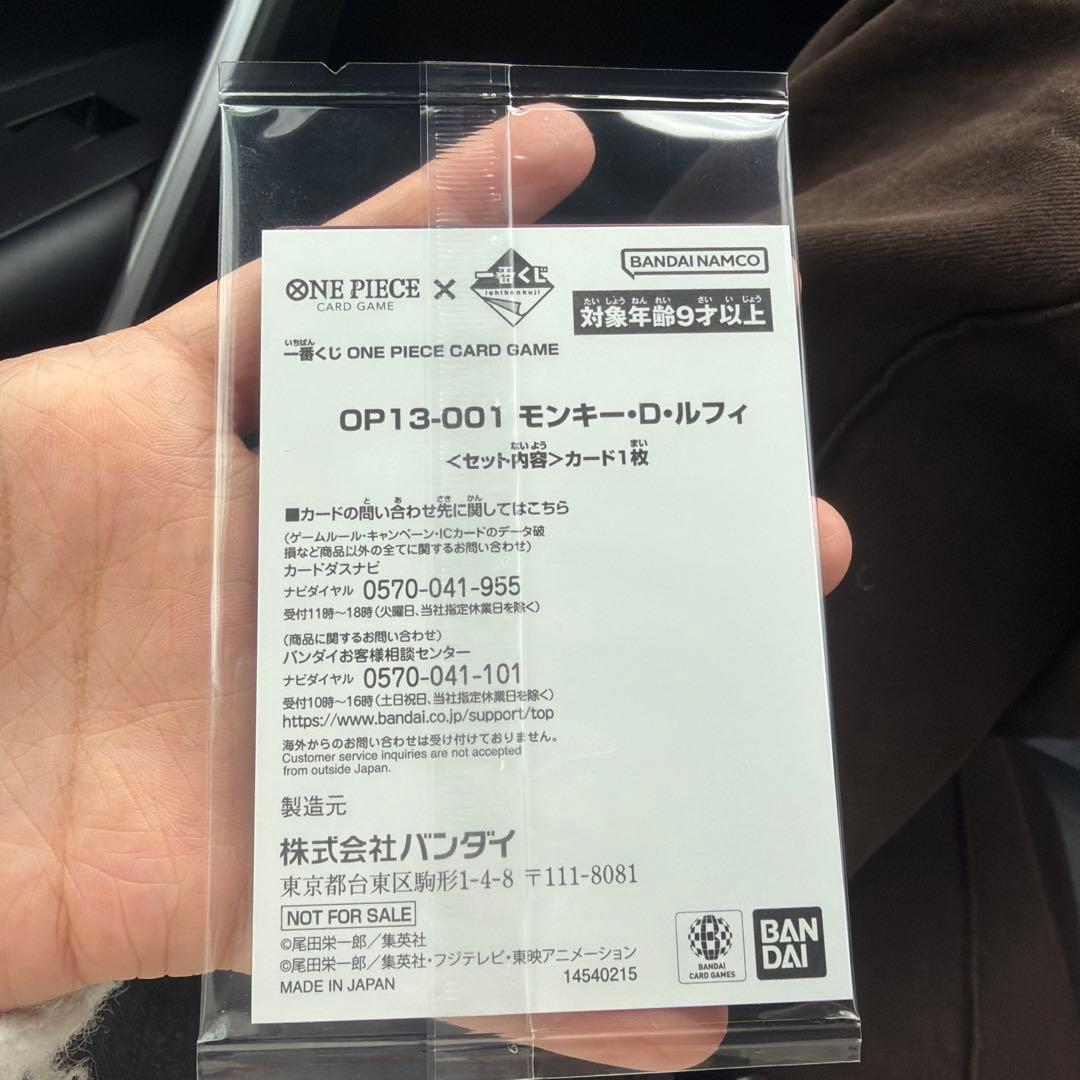 ONE PIECE
CARD GAME
×
一番くじ
ichibankuji
BANDAI NAMCO
たいしょうねんれい さいいじょう
対象年齢9才以上
いちばん
一番くじ ONE PIECE CARD GAME
OP13-001 モンキー・D・ルフィ
ないよう まい
<セット内容>カード1枚
と あ さき かん
■カードの問い合わせ先に関してはこちら
(ゲームルール・キャンペーン・ICカードのデータ破
損など商品以外の全てに関するお問い合わせ)
カードダスナビ
ナビダイヤル 0570-041-955
受付11時～18時(火曜日、当社指定休業日を除く)
(商品に関するお問い合わせ)
バンダイお客様相談センター
ナビダイヤル 0570-041-101
受付10時～16時(土日祝日、当社指定休業日を除く)
https://www.bandai.co.jp/support/top
海外からのお問い合わせは受け付けておりません。
Customer service inquiries are not accepted
from outside Japan.
製造元
株式会社バンダイ
東京都台東区駒形1-4-8 〒111-8081
NOT FOR SALE
©尾田栄一郎／集英社
©尾田栄一郎／集英社・フジテレビ・東映アニメーション
MADE IN JAPAN
14540215
BANDAI
CARD GAMES
BAN
DAI